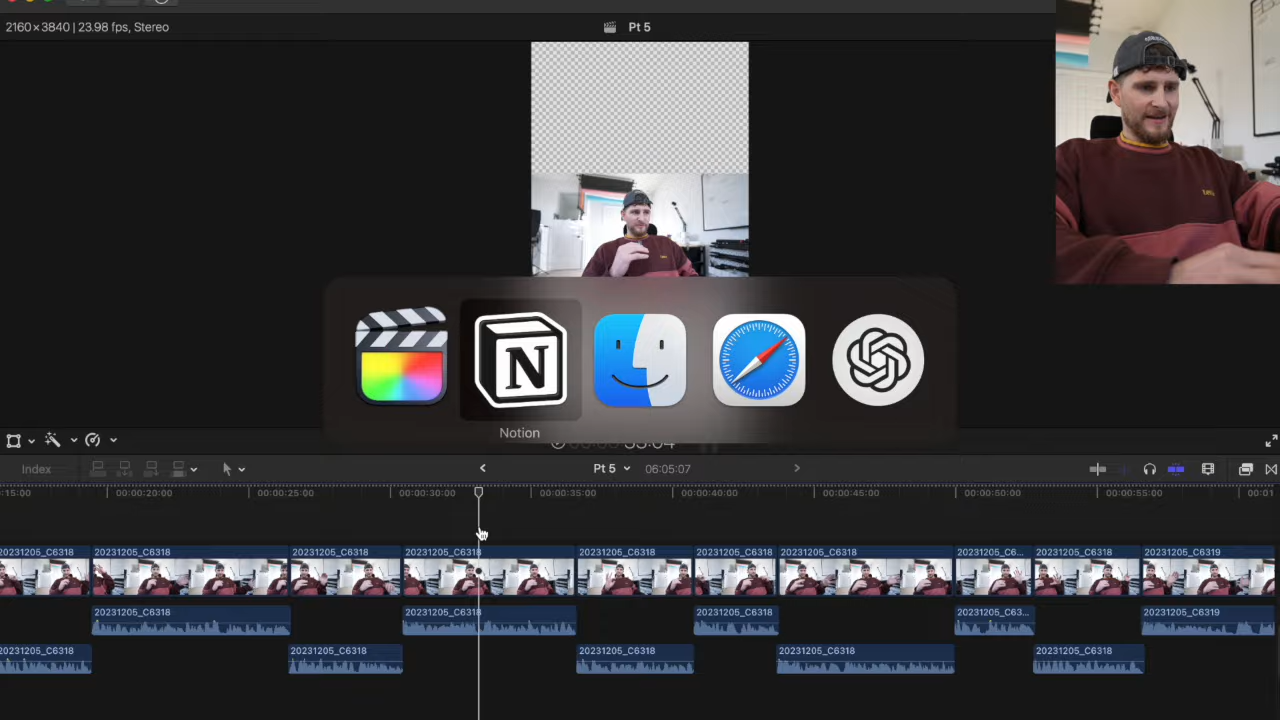 2160×3840 | 23.98 fps, Stereo
Pt 5
N
Notion
Index
Pt 5
06:05:07
:15:00
00:00:20:00
00:00:25:00
00:00:30:00
00:00:35:00
00:00:40:00
00:00:45:00
00:00:50:00
00:00:55:00
00:01
20231205_C6318
20231205_C6318
20231205_C6318
20231205_C6318
20231205_C6318
20231205_C6318
20231205_C6318
20231205_C6...
20231205_C6318
20231205_C6319
20231205_C6318
20231205_C6318
20231205_C6318
20231205_C63...
20231205_C6319
20231205_C6318
20231205_C6318
20231205_C6318
20231205_C6318
20231205_C6318